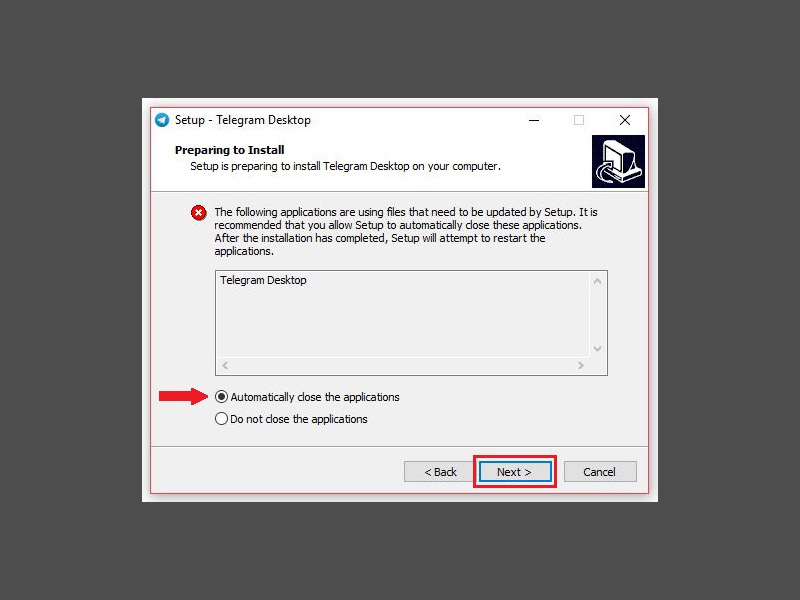 Setup - Telegram Desktop
Preparing to Install
Setup is preparing to install Telegram Desktop on your computer.
The following applications are using files that need to be updated by Setup. It is
recommended that you allow Setup to automatically close these applications.
After the installation has completed, Setup will attempt to restart the
applications.
Telegram Desktop
Automatically close the applications
Do not close the applications
< Back
Next >
Cancel